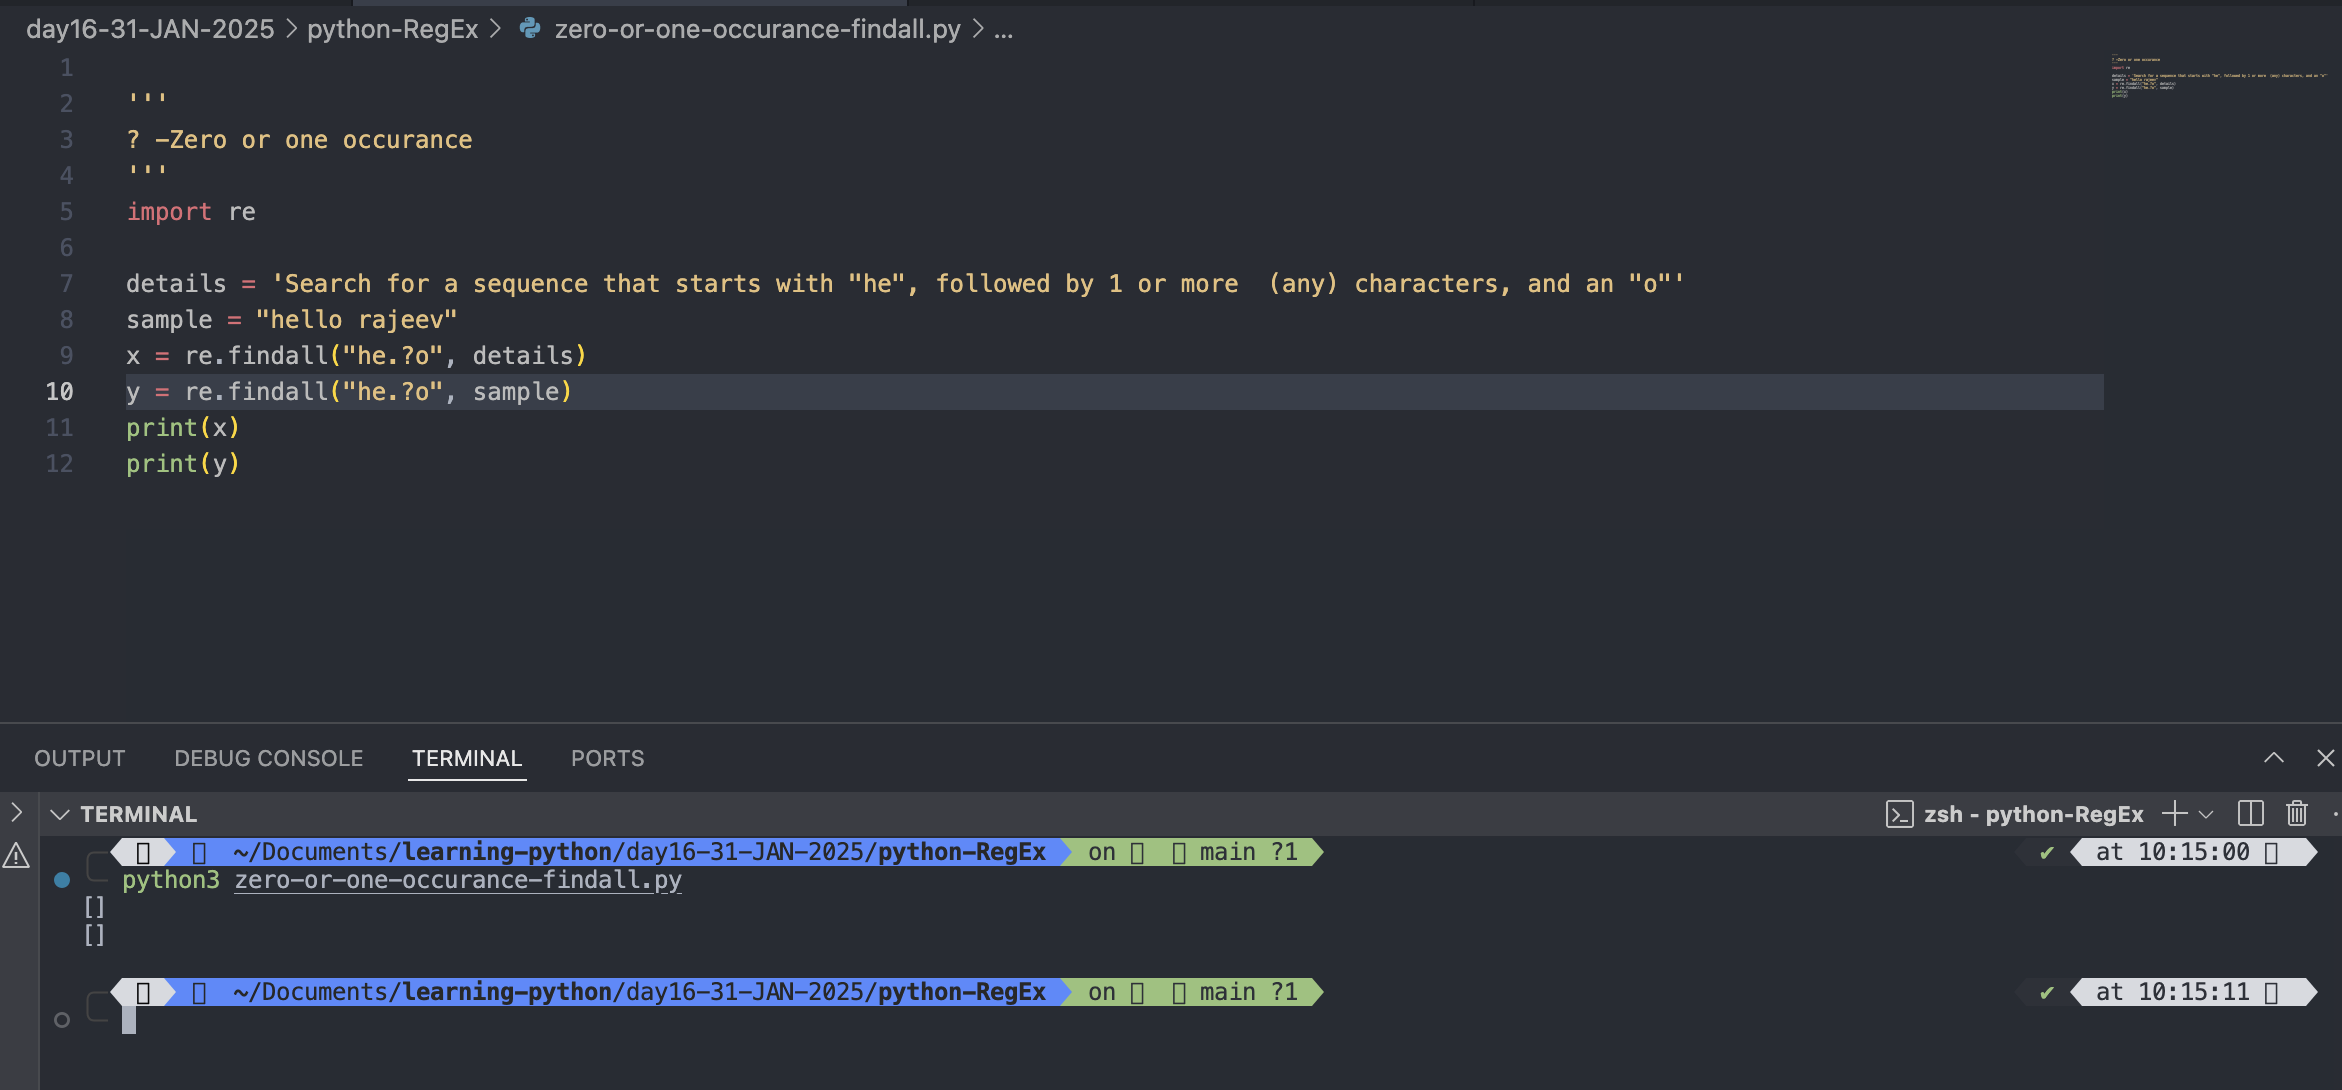 day16-31-JAN-2025 > python-RegEx > zero-or-one-occurance-findall.py > ...
1
2 '''
3 ? -Zero or one occurance
4 '''
5 import re
6
7 details = 'Search for a sequence that starts with "he", followed by 1 or more  (any) characters, and an "o"'
8 sample = "hello rajeev"
9 x = re.findall("he.?o", details)
10 y = re.findall("he.?o", sample)
11 print(x)
12 print(y)
OUTPUT DEBUG CONSOLE TERMINAL PORTS
TERMINAL zsh - python-RegEx
~/Documents/learning-python/day16-31-JAN-2025/python-RegEx on main ?1 ✔ at 10:15:00
python3 zero-or-one-occurance-findall.py
[]
[]
~/Documents/learning-python/day16-31-JAN-2025/python-RegEx on main ?1 ✔ at 10:15:11